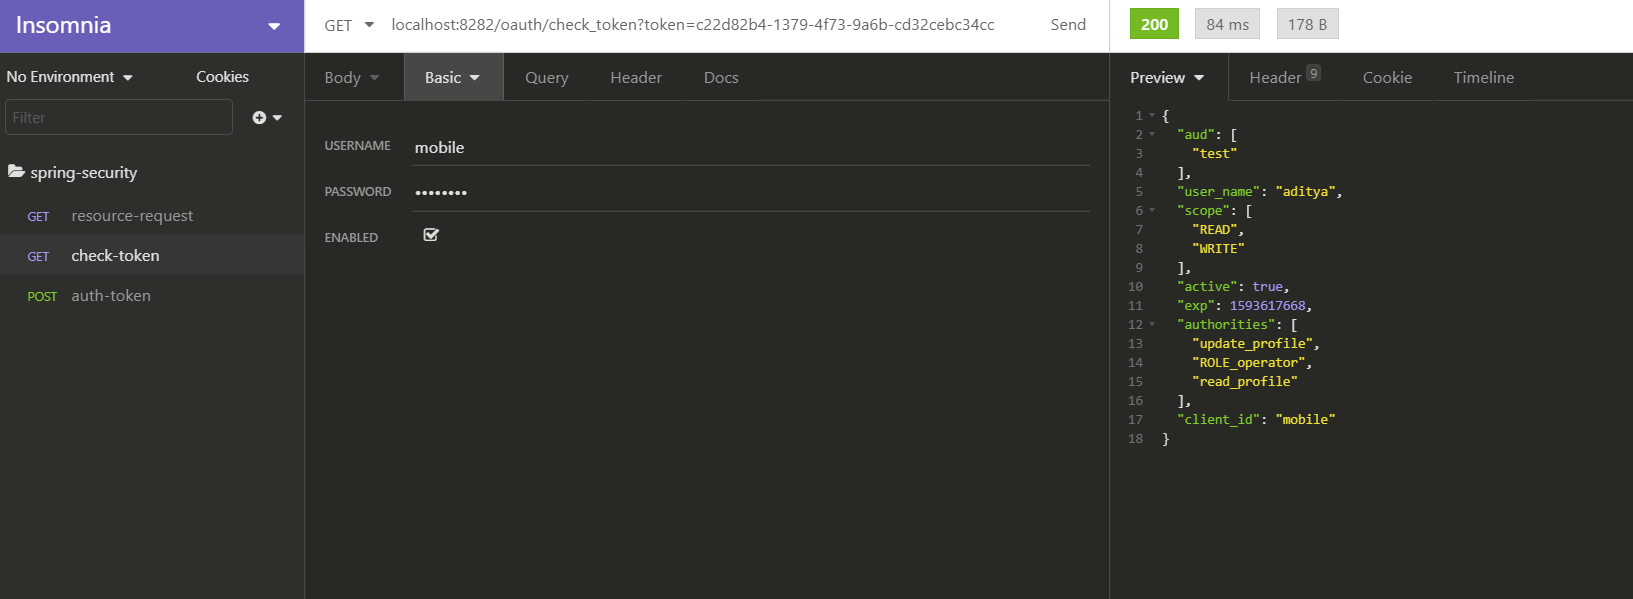 Insomnia
GET localhost:8282/oauth/check_token?token=c22d82b4-1379-4f73-9a6b-cd32cebc34cc Send
200 84 ms 178 B
No Environment Cookies
Filter
spring-security
GET resource-request
GET check-token
POST auth-token
Body Basic Query Header Docs
USERNAME mobile
PASSWORD ••••••••
ENABLED
Preview Header 9 Cookie Timeline
1 {
2 "aud": [
3 "test"
4 ],
5 "user_name": "aditya",
6 "scope": [
7 "READ",
8 "WRITE"
9 ],
10 "active": true,
11 "exp": 1593617668,
12 "authorities": [
13 "update_profile",
14 "ROLE_operator",
15 "read_profile"
16 ],
17 "client_id": "mobile"
18 }